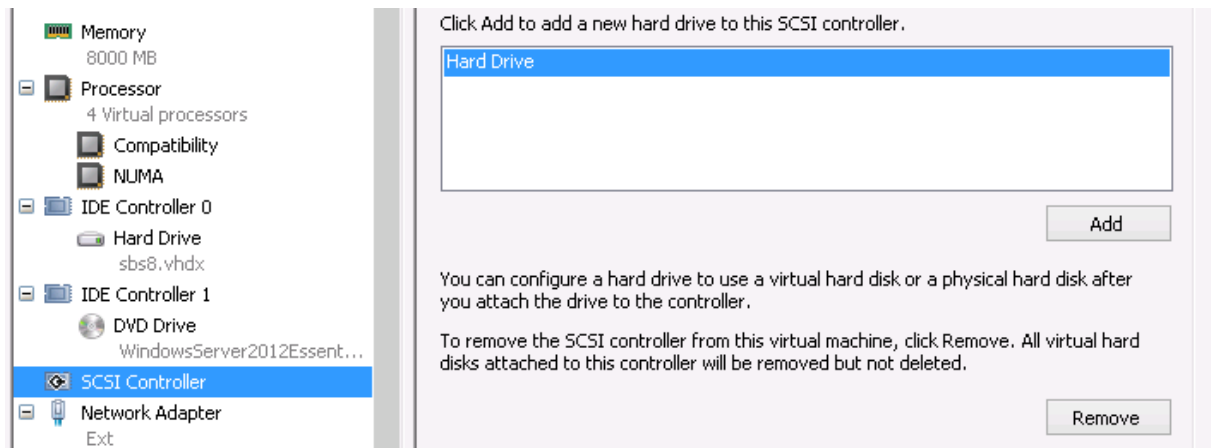 Memory
8000 MB
Processor
4 Virtual processors
Compatibility
NUMA
IDE Controller 0
Hard Drive
sbs8.vhdx
IDE Controller 1
DVD Drive
WindowsServer2012Essent...
SCSI Controller
Network Adapter
Ext
Click Add to add a new hard drive to this SCSI controller.
Hard Drive
Add
You can configure a hard drive to use a virtual hard disk or a physical hard disk after
you attach the drive to the controller.
To remove the SCSI controller from this virtual machine, click Remove. All virtual hard
disks attached to this controller will be removed but not deleted.
Remove